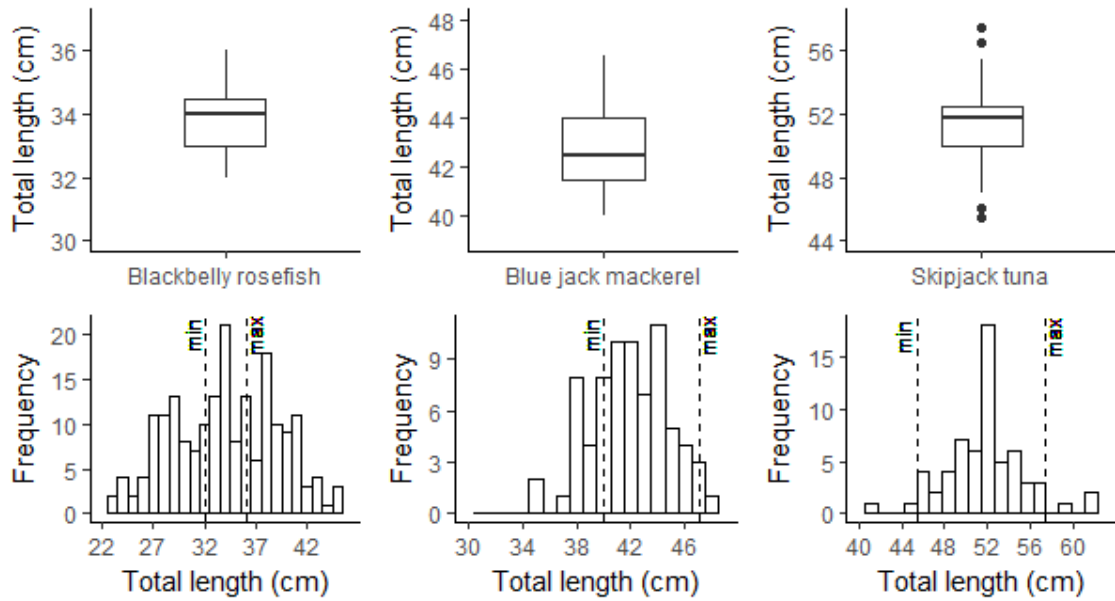 Total length (cm)
36
34
32
30
Blackbelly rosefish
Total length (cm)
48
46
44
42
40
Blue jack mackerel
Total length (cm)
56
52
48
44
Skipjack tuna
Frequency
20
15
10
5
0
min
max
22 27 32 37 42
Total length (cm)
Frequency
9
6
3
0
min
max
30 34 38 42 46
Total length (cm)
Frequency
15
10
5
0
min
max
40 44 48 52 56 60
Total length (cm)